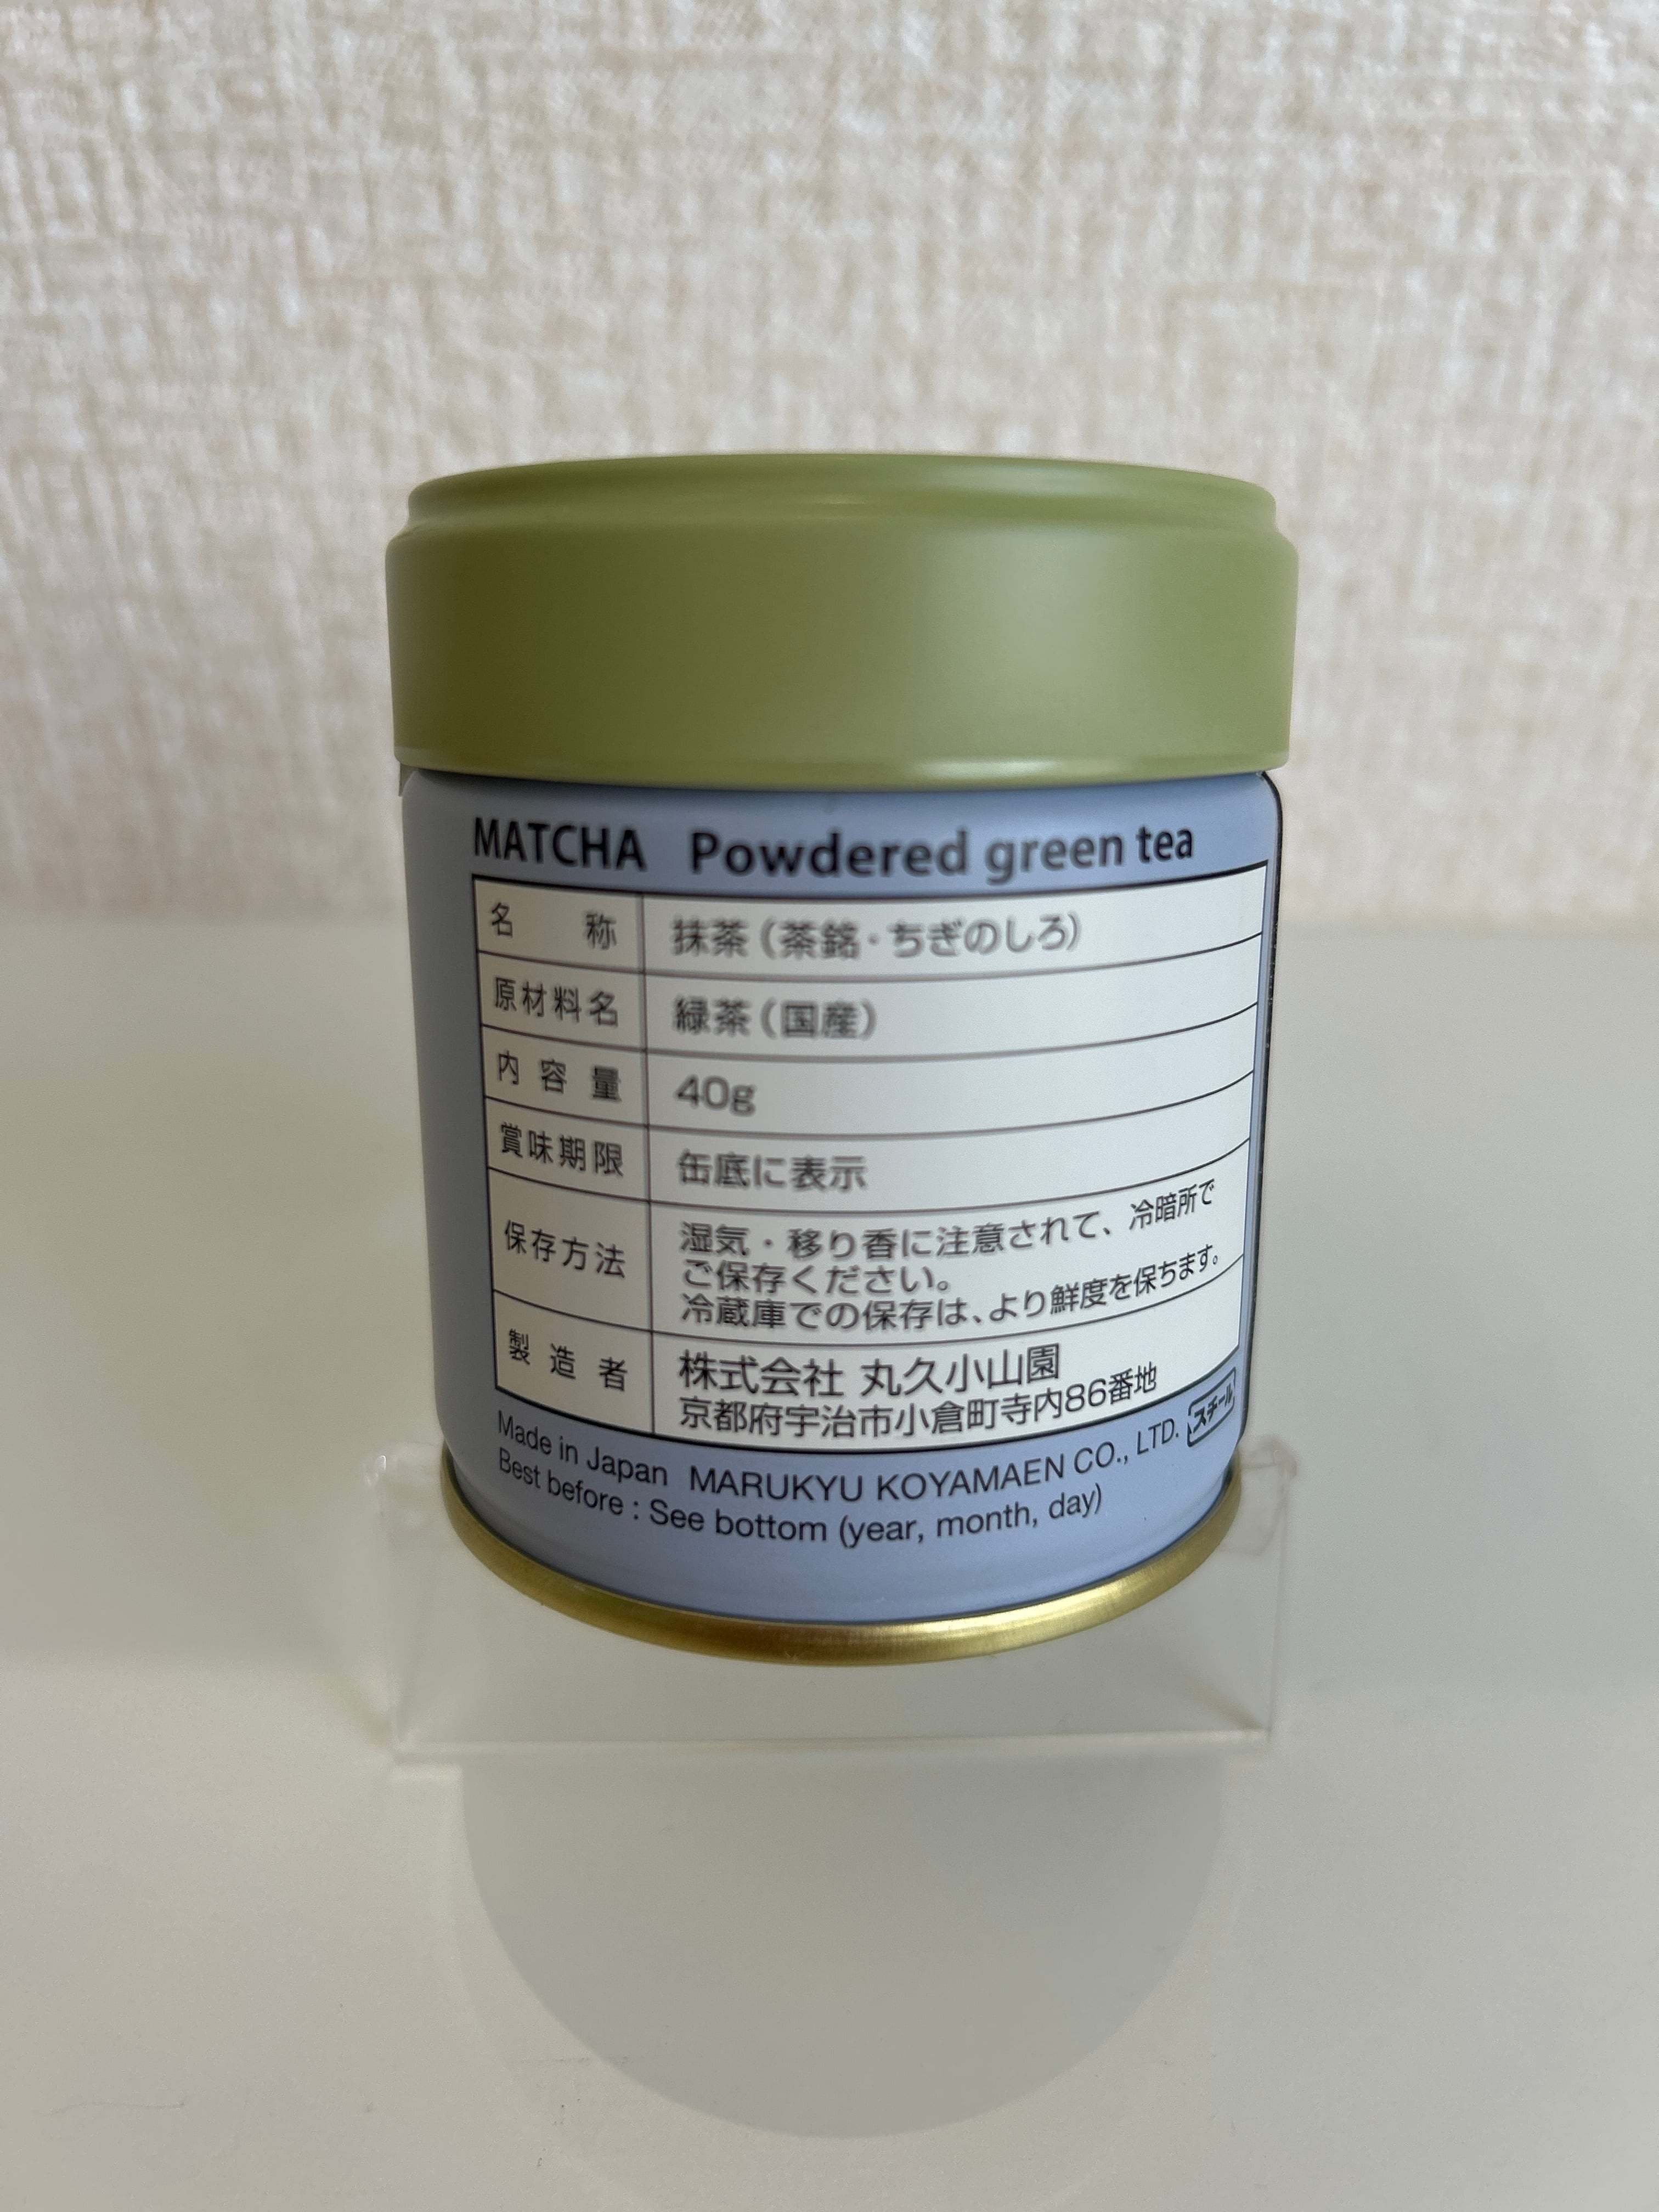 MATCHA Powdered green tea
名称 抹茶（茶銘・ちぎのしろ）
原材料名 緑茶（国産）
内容量 40g
賞味期限 缶底に表示
保存方法 湿気・移り香に注意されて、冷暗所で
ご保存ください。
冷蔵庫での保存は、より鮮度を保ちます。
製造者 株式会社 丸久小山園
京都府宇治市小倉町寺内86番地
スチール
Made in Japan MARUKYU KOYAMAEN CO., LTD.
Best before : See bottom (year, month, day)